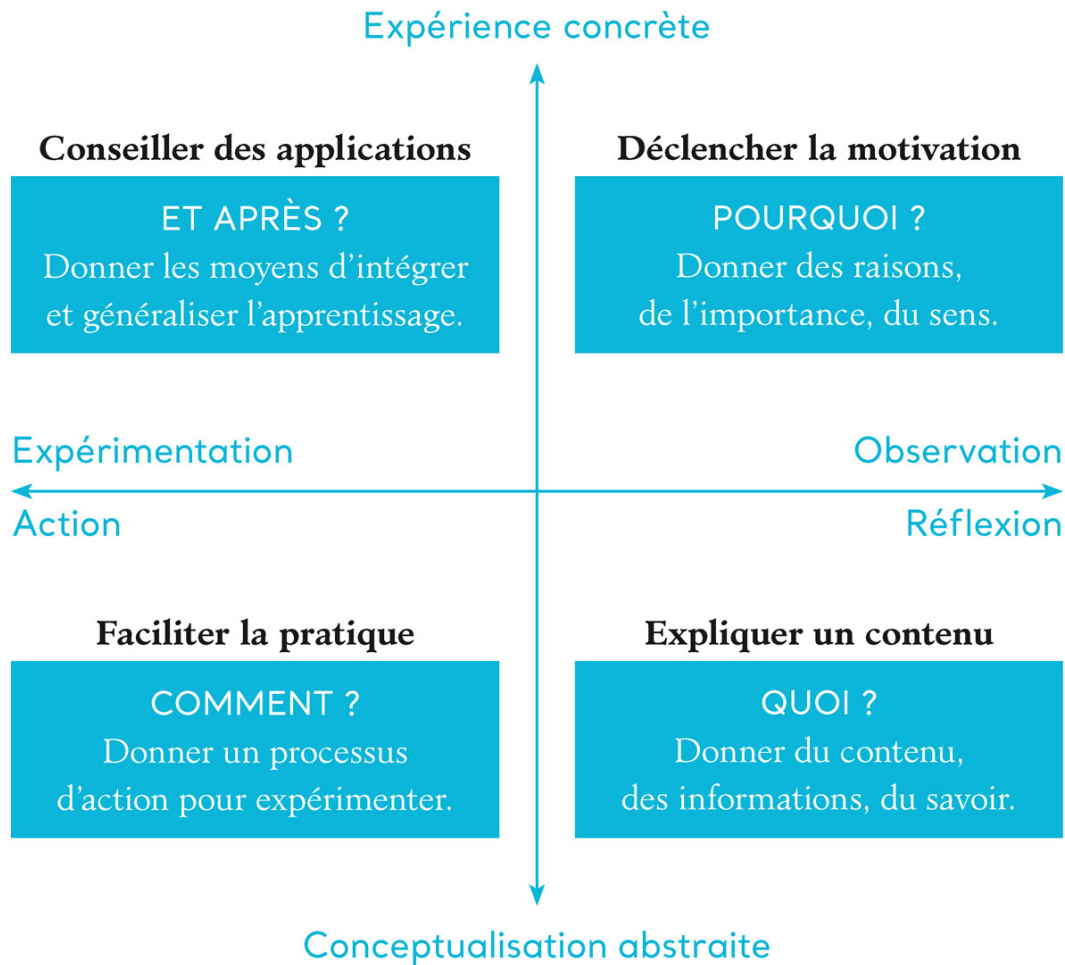 Expérience concrète
Conseiller des applications
ET APRÈS ?
Donner les moyens d’intégrer
et généraliser l’apprentissage.
Déclencher la motivation
POURQUOI ?
Donner des raisons,
de l’importance, du sens.
Expérimentation
Action
Observation
Réflexion
Faciliter la pratique
COMMENT ?
Donner un processus
d’action pour expérimenter.
Expliquer un contenu
QUOI ?
Donner du contenu,
des informations, du savoir.
Conceptualisation abstraite